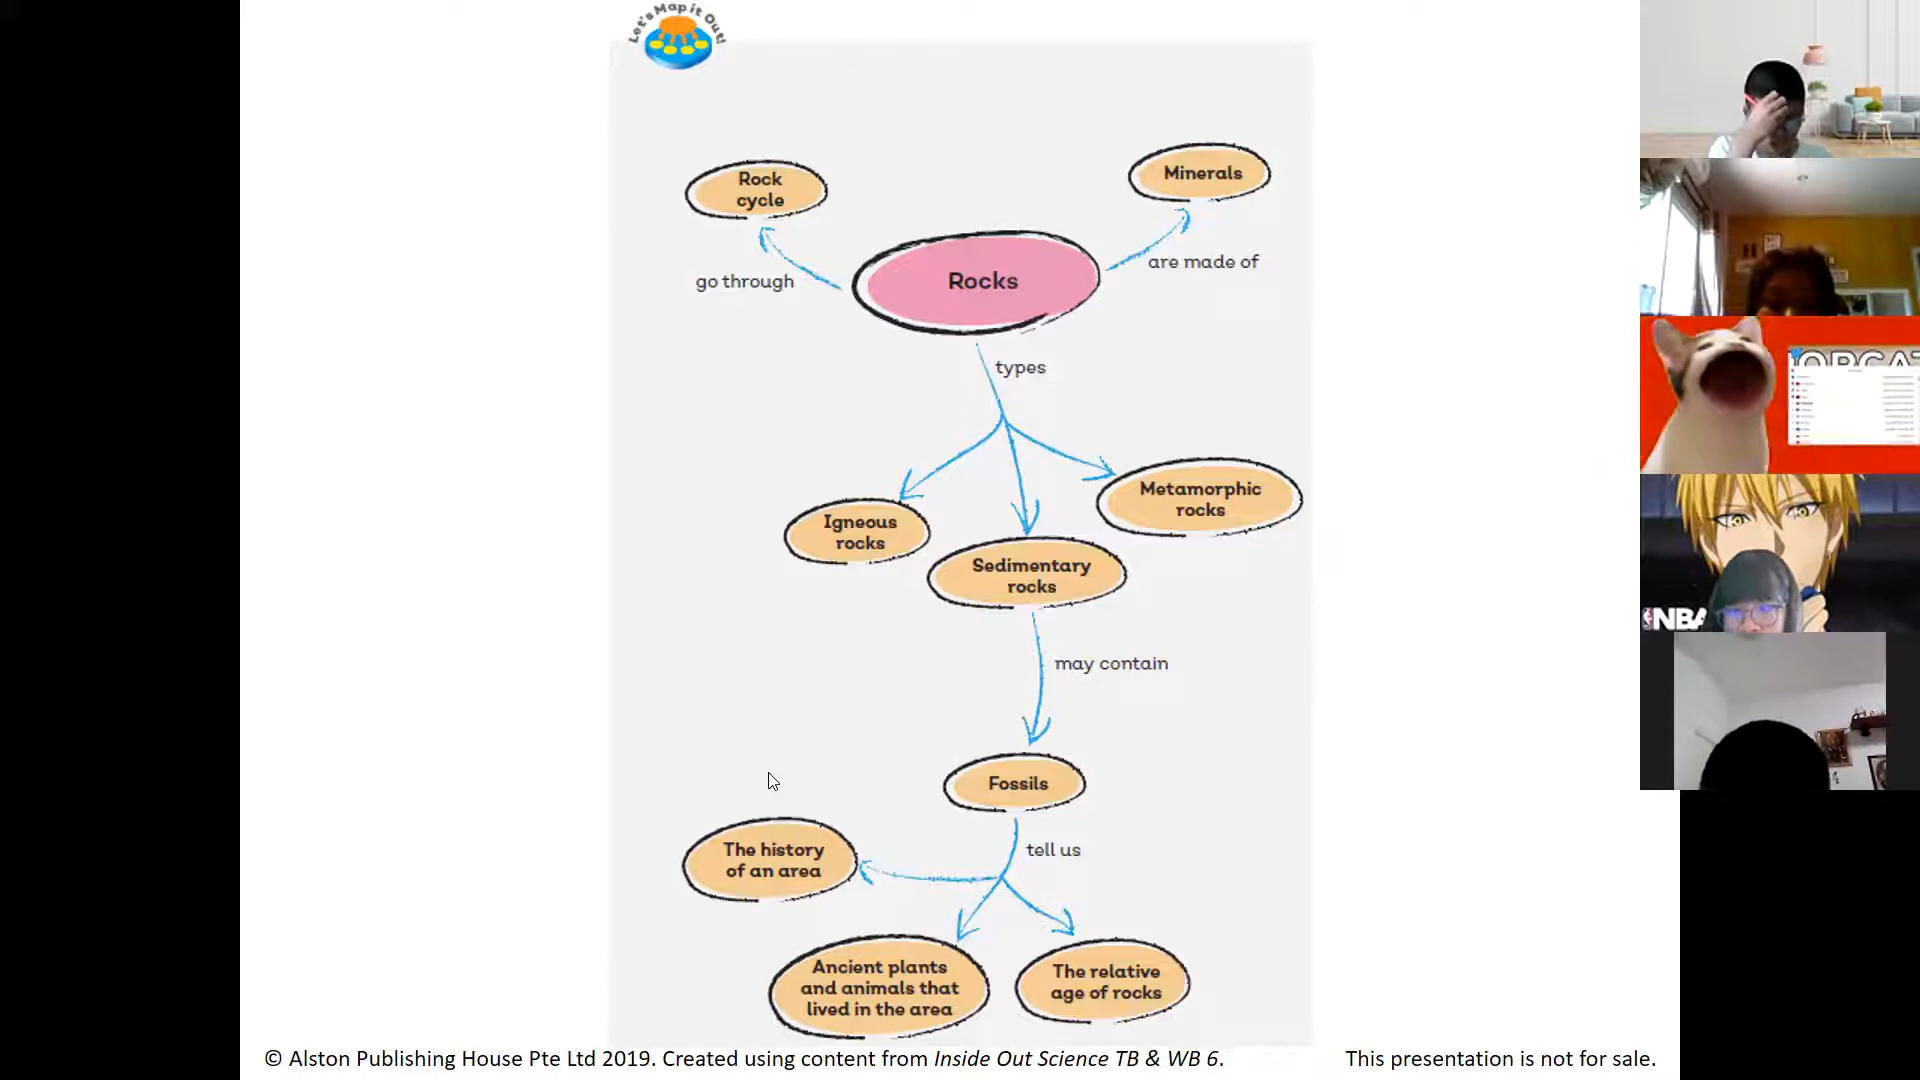 Let's Map it Out!
Rock
cycle
Minerals
go through
Rocks
are made of
types
Igneous
rocks
Sedimentary
rocks
Metamorphic
rocks
may contain
Fossils
tell us
The history
of an area
Ancient plants
and animals that
lived in the area
The relative
age of rocks
© Alston Publishing House Pte Ltd 2019. Created using content from Inside Out Science TB & WB 6.
This presentation is not for sale.
NBA